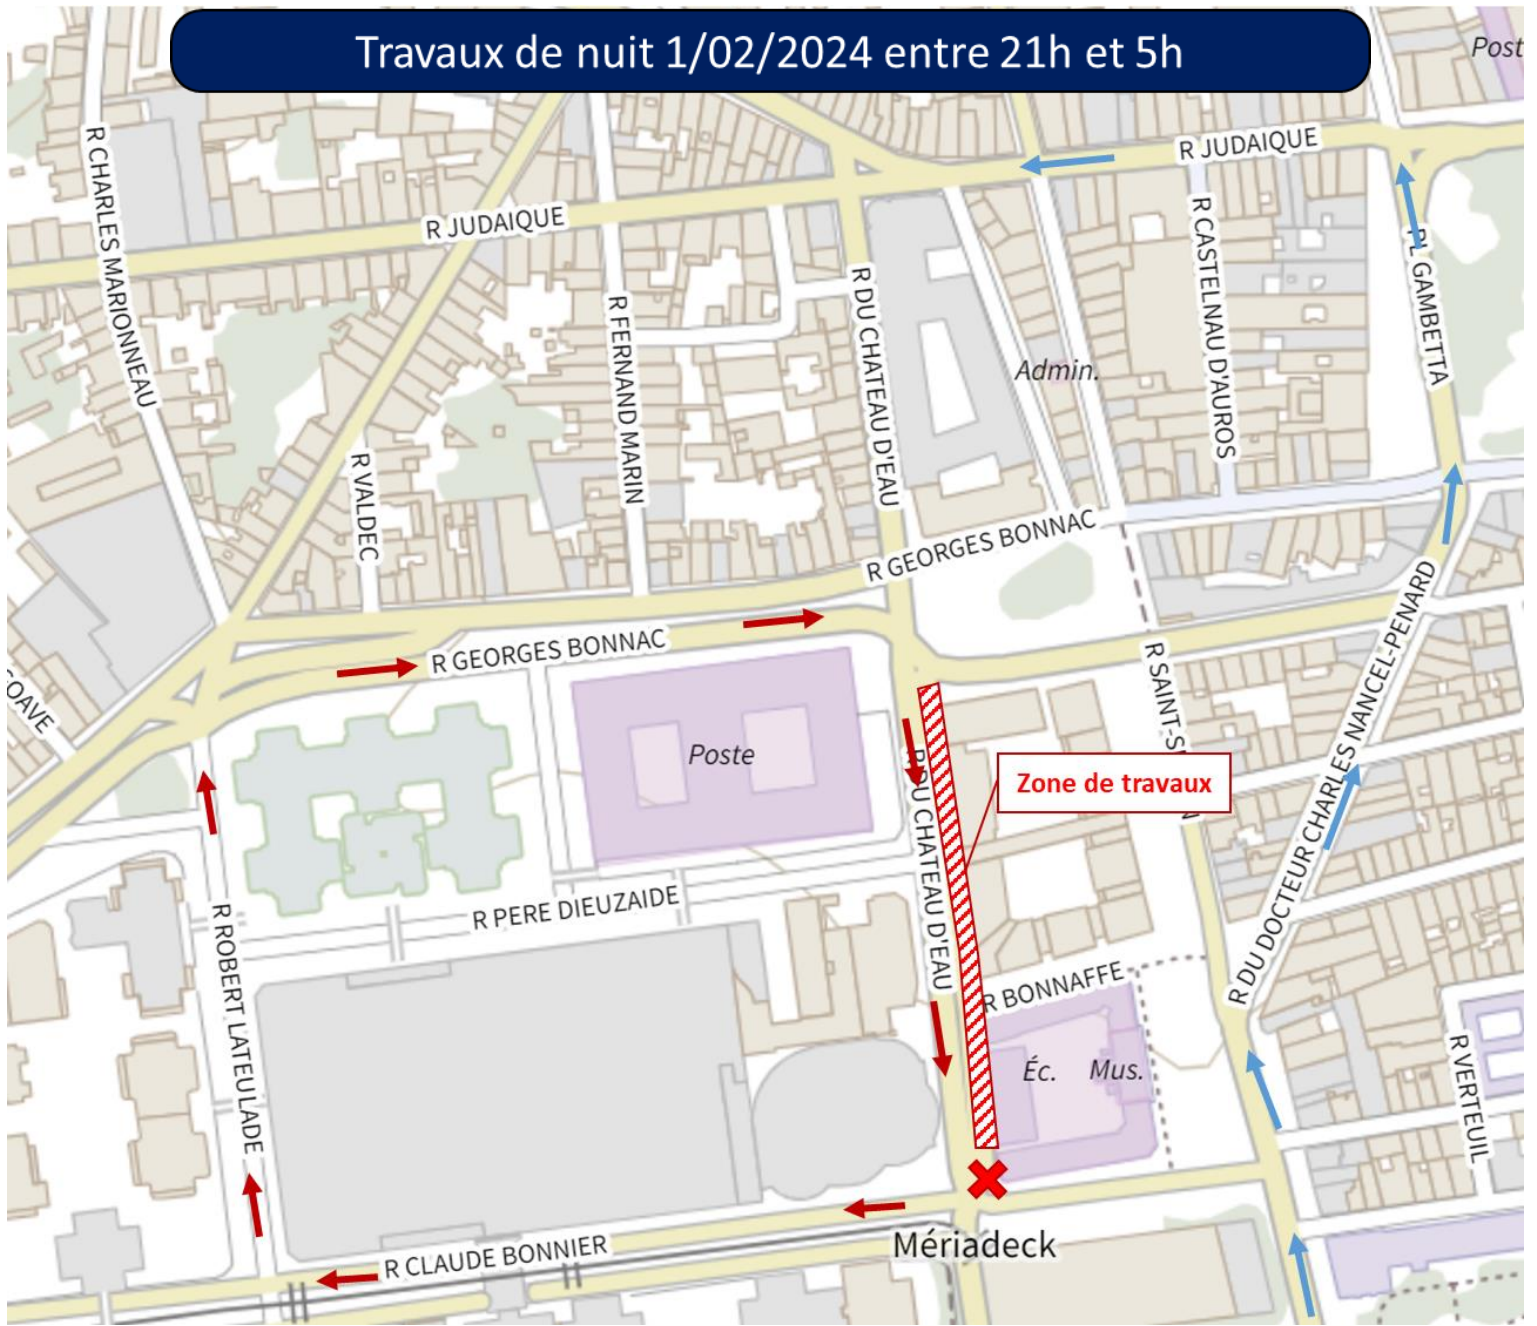 Travaux de nuit 1/02/2024 entre 21h et 5h
Post
R JUDAIQUE
R CHARLES MARIONNEAU
R JUDAIQUE
R CASTELNAU D'AUROS
PL GAMBETTA
R FERNAND MARIN
R DU CHATEAU D'EAU
Admin.
R VALDEC
R GEORGES BONNAC
R GEORGES BONNAC
R DU DOCTEUR CHARLES NANCEL-PENARD
OAVE
Poste
R SAINT-S
N
Zone de travaux
R DU CHATEAU D'EAU
R PERE DIEUZAIDE
R ROBERT LATEULADE
R BONNAFFE
Éc.
Mus.
R VERTEUIL
R CLAUDE BONNIER
Mériadeck